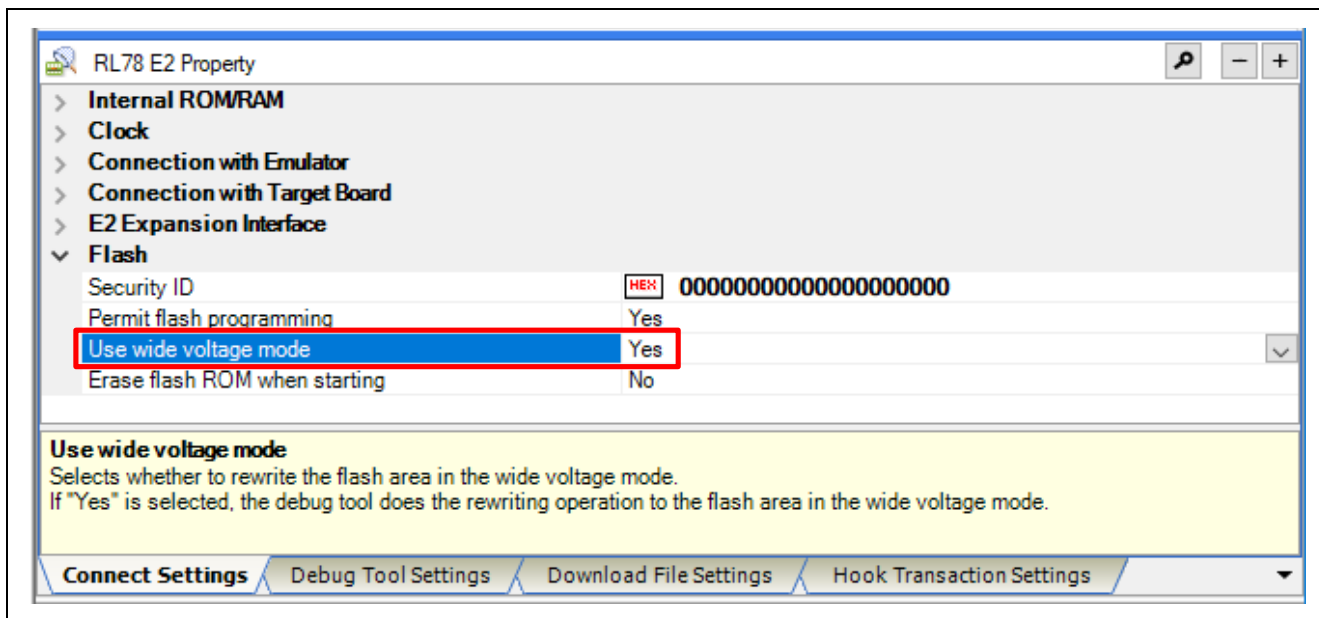 RL78 E2 Property
Internal ROM/RAM
Clock
Connection with Emulator
Connection with Target Board
E2 Expansion Interface
Flash
Security ID HEX 00000000000000000000
Permit flash programming Yes
Use wide voltage mode Yes
Erase flash ROM when starting No
Use wide voltage mode
Selects whether to rewrite the flash area in the wide voltage mode.
If "Yes" is selected, the debug tool does the rewriting operation to the flash area in the wide voltage mode.
Connect Settings Debug Tool Settings Download File Settings Hook Transaction Settings